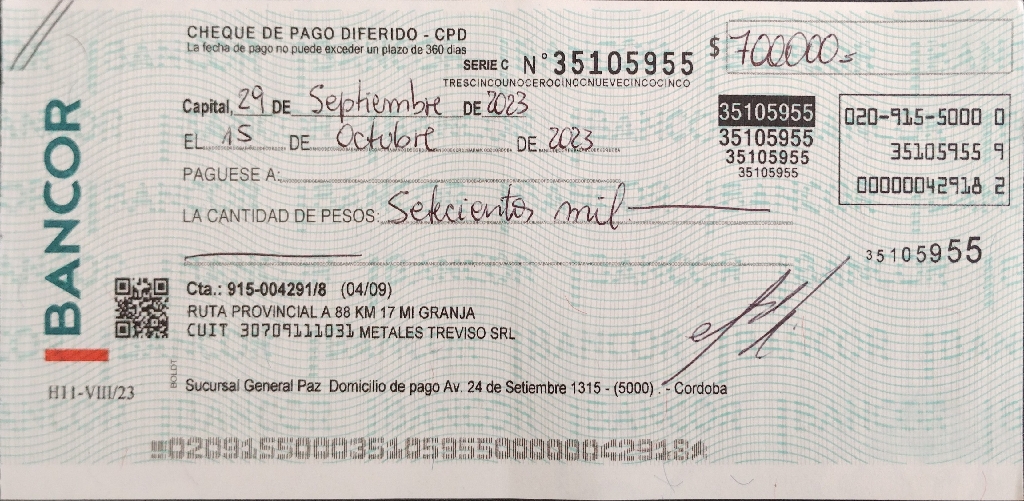 CHEQUE DE PAGO DIFERIDO - CPD
La fecha de pago no puede exceder un plazo de 360 dias
SERIE C N°35105955
TRESCINCOUNOCEROCINCONUEVECINCOCINCO
$ 700000.-
Capital, 29 DE Septiembre DE 2023
EL 15 DE Octubre DE 2023
PAGUESE A:
LA CANTIDAD DE PESOS: Setecientos mil
35105955
35105955
35105955
35105955
020-915-5000 0
35105955 9
00000042918 2
35105955
BANCOR
Cta.: 915-004291/8 (04/09)
RUTA PROVINCIAL A 88 KM 17 MI GRANJA
CUIT 30709111031 METALES TREVISO SRL
BOLDT
H11-VIII/23
Sucursal General Paz Domicilio de pago Av. 24 de Setiembre 1315 - (5000) . - Cordoba